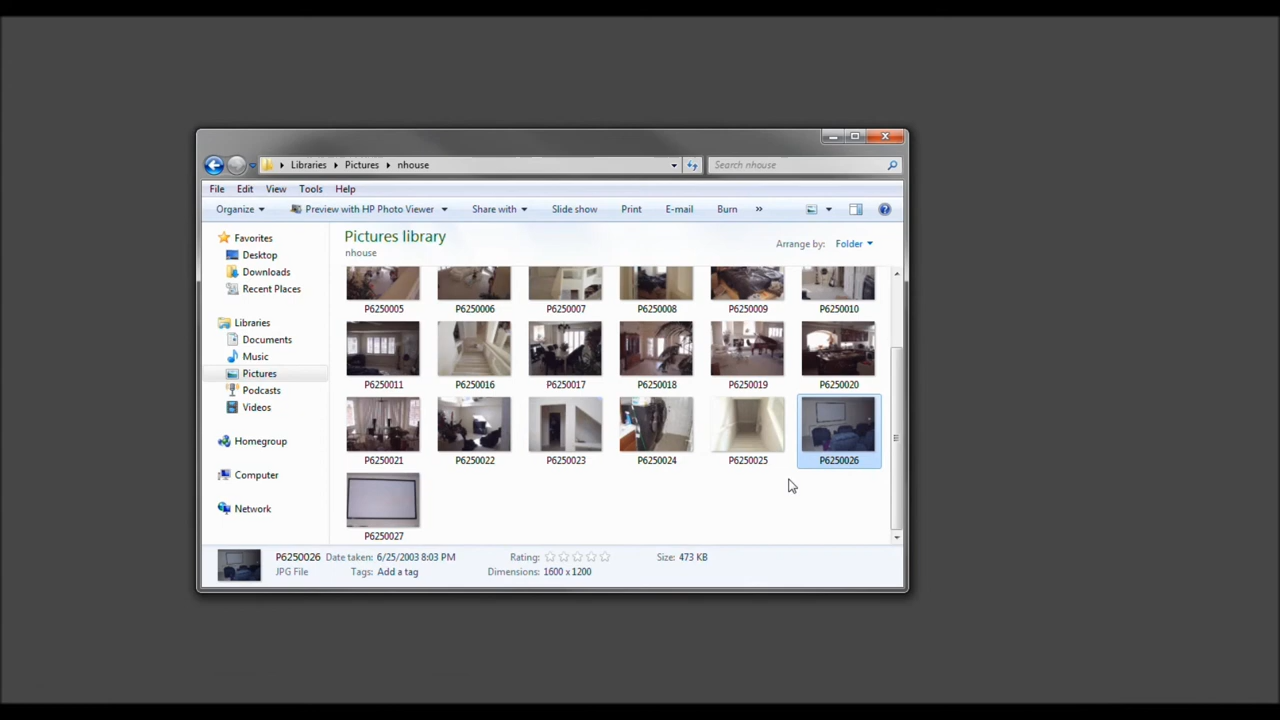 Libraries Pictures nhouse
Search nhouse
File Edit View Tools Help
Organize Preview with HP Photo Viewer Share with Slide show Print E-mail Burn »
Favorites
Desktop
Downloads
Recent Places
Libraries
Documents
Music
Pictures
Podcasts
Videos
Homegroup
Computer
Network
Pictures library
nhouse
Arrange by: Folder
P6250005 P6250006 P6250007 P6250008 P6250009 P6250010
P6250011 P6250016 P6250017 P6250018 P6250019 P6250020
P6250021 P6250022 P6250023 P6250024 P6250025 P6250026
P6250027
P6250026 Date taken: 6/25/2003 8:03 PM Rating: Size: 473 KB
JPG File Tags: Add a tag Dimensions: 1600 x 1200